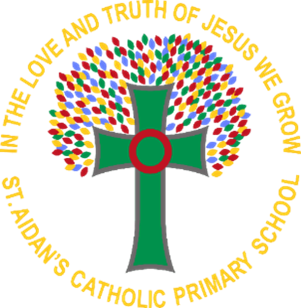 IN THE LOVE AND TRUTH OF JESUS WE GROW
ST. AIDAN'S CATHOLIC PRIMARY SCHOOL